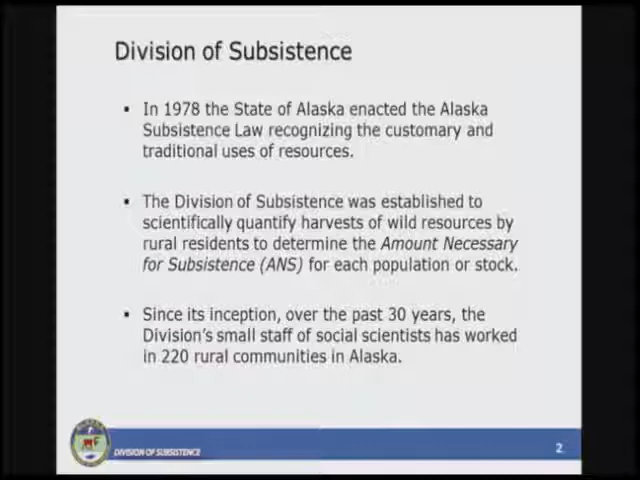 Division of Subsistence
▪ In 1978 the State of Alaska enacted the Alaska
Subsistence Law recognizing the customary and
traditional uses of resources.
▪ The Division of Subsistence was established to
scientifically quantify harvests of wild resources by
rural residents to determine the Amount Necessary
for Subsistence (ANS) for each population or stock.
▪ Since its inception, over the past 30 years, the
Division's small staff of social scientists has worked
in 220 rural communities in Alaska.
DIVISION OF SUBSISTENCE
2